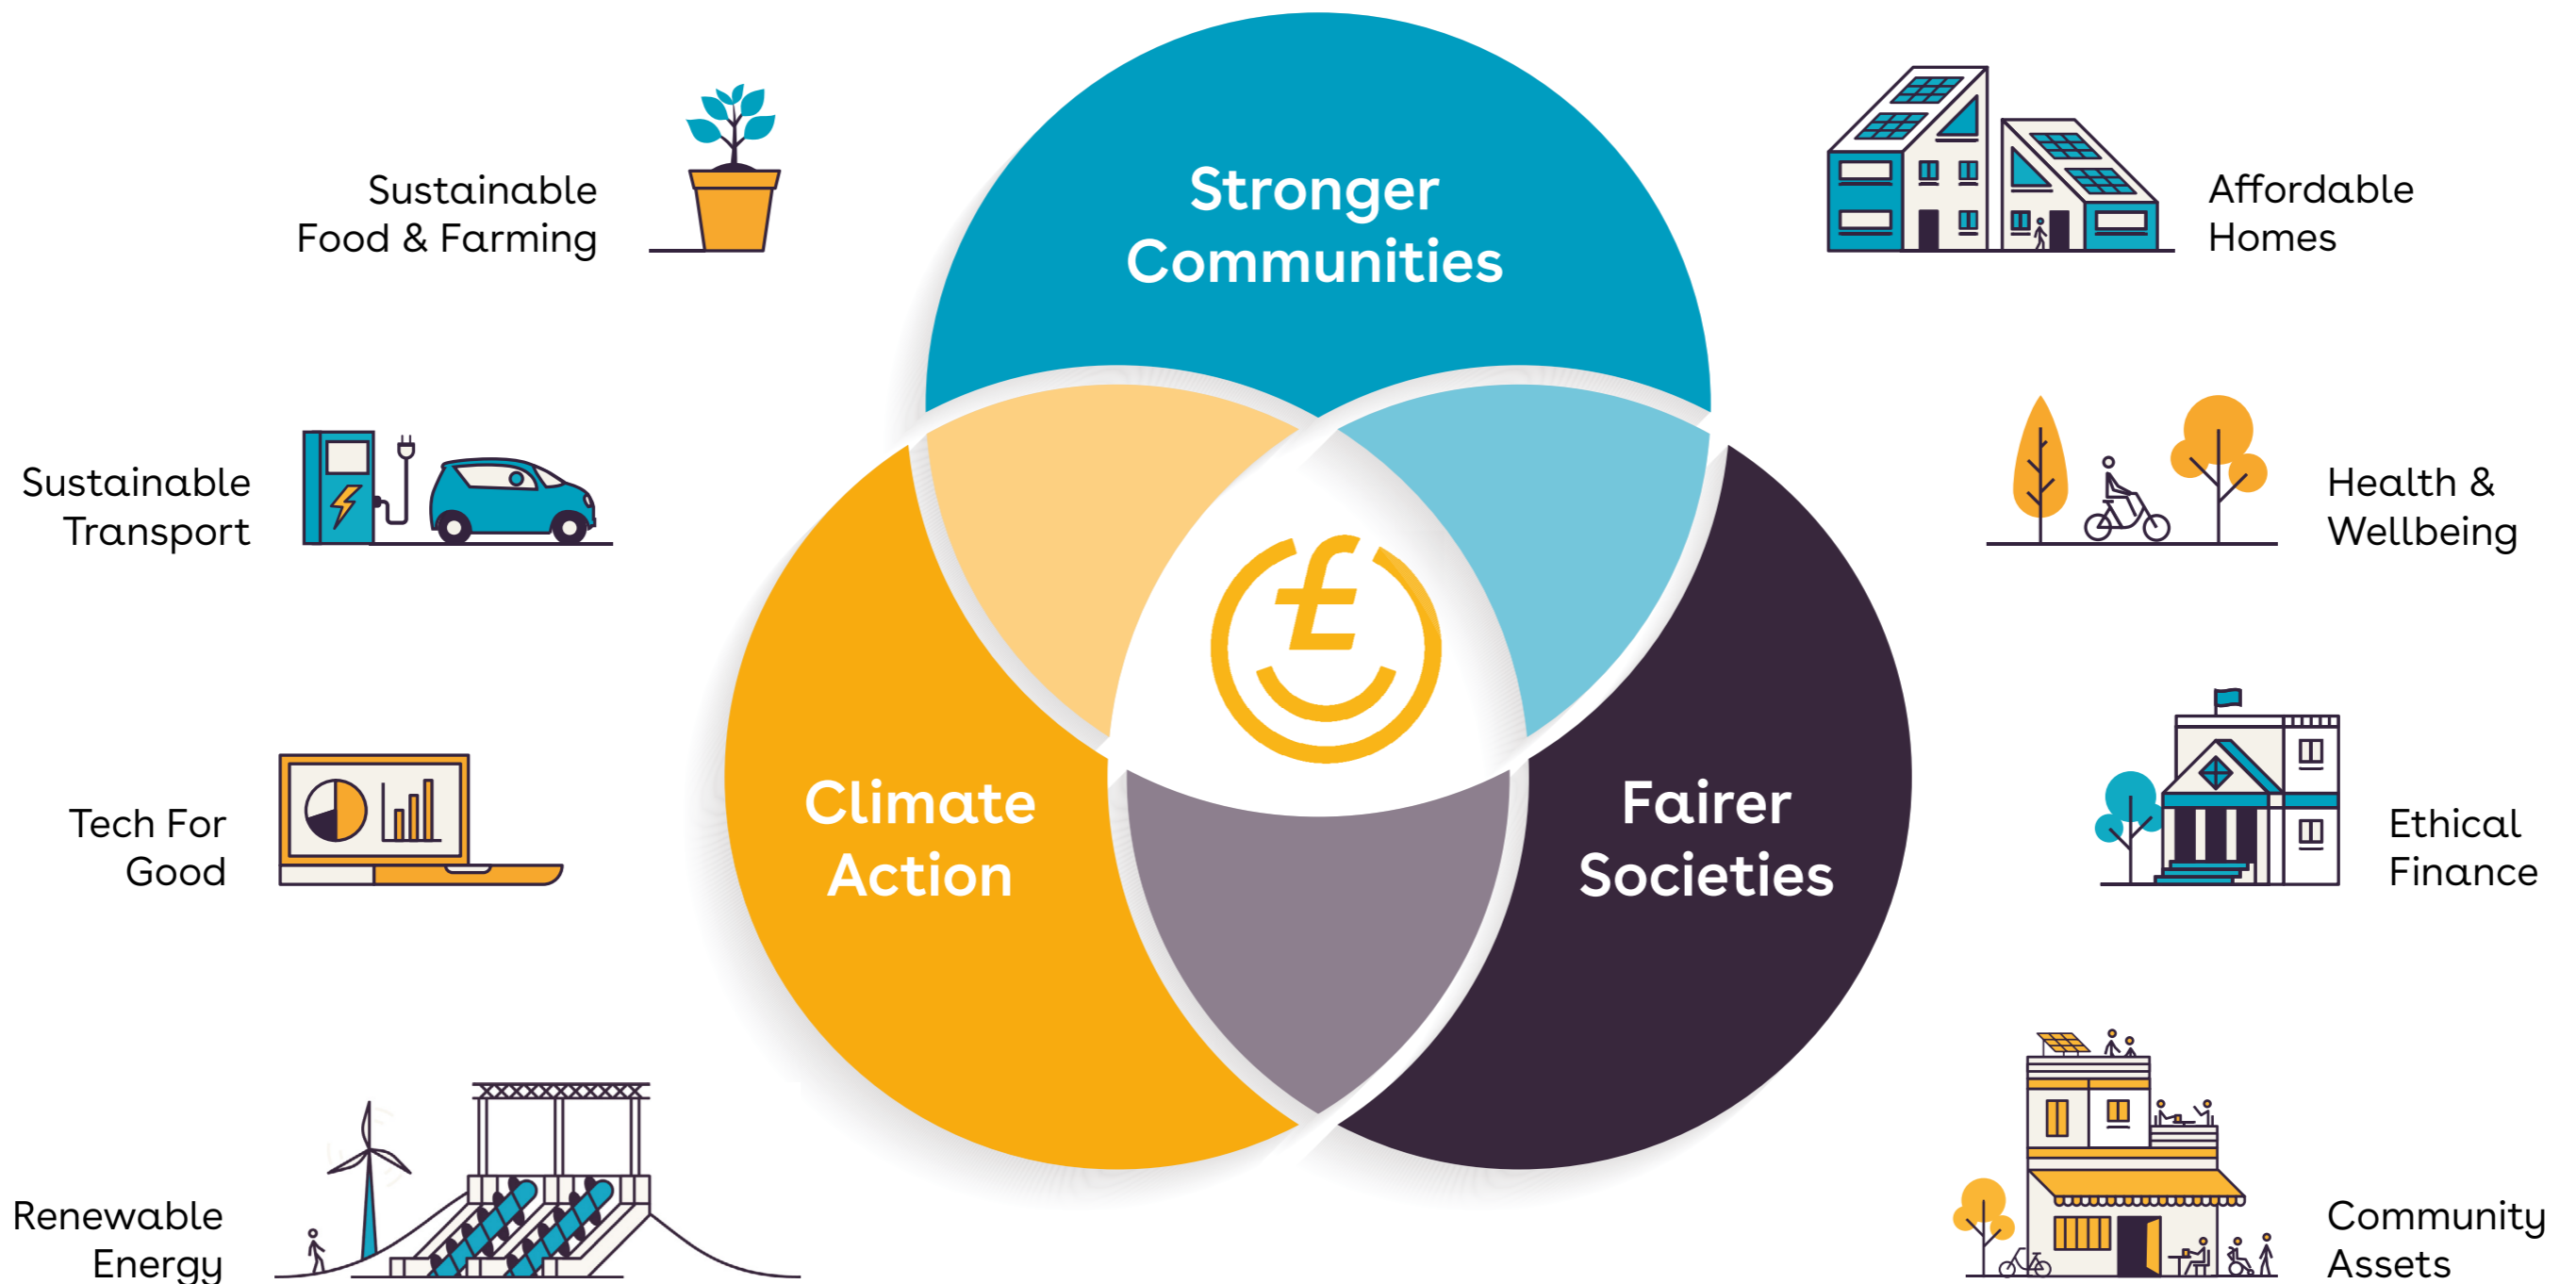 Stronger
Communities
Climate
Action
Fairer
Societies
£
Sustainable
Food & Farming
Sustainable
Transport
Tech For
Good
Renewable
Energy
Affordable
Homes
Health &
Wellbeing
Ethical
Finance
Community
Assets